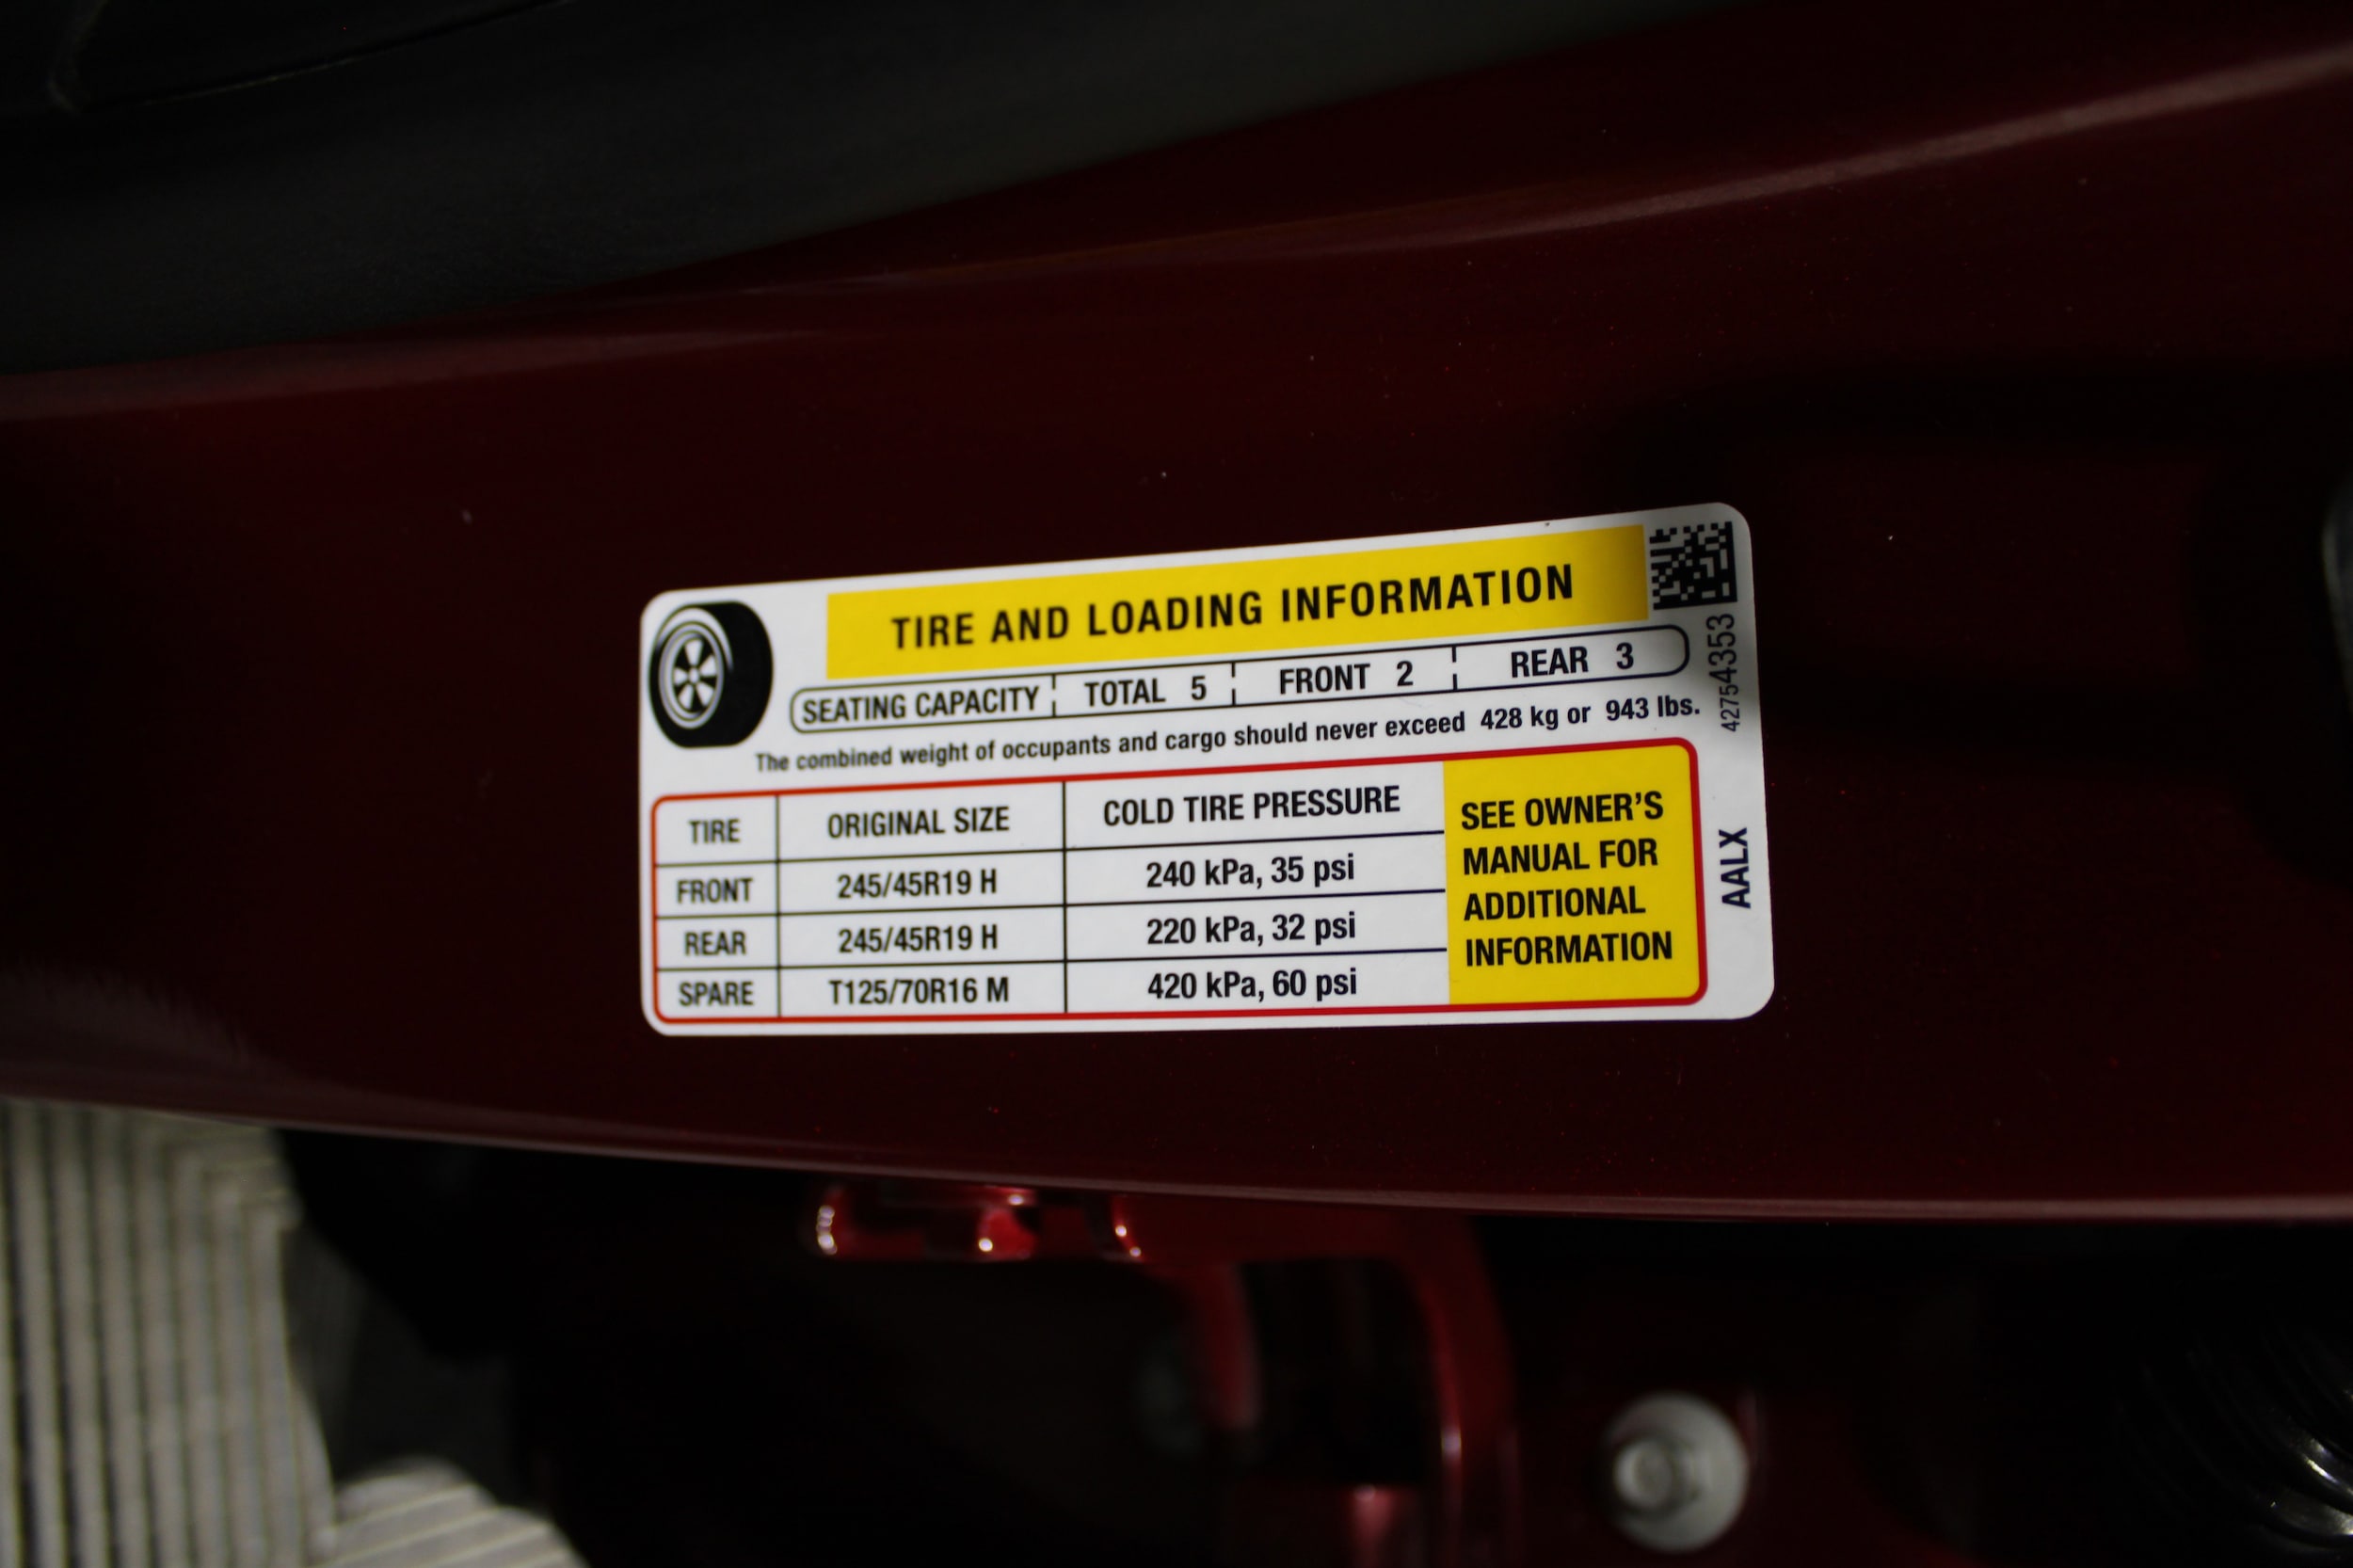 TIRE AND LOADING INFORMATION
SEATING CAPACITY TOTAL 5 FRONT 2 REAR 3
The combined weight of occupants and cargo should never exceed 428 kg or 943 lbs.
TIRE ORIGINAL SIZE COLD TIRE PRESSURE
FRONT 245/45R19 H 240 kPa, 35 psi
REAR 245/45R19 H 220 kPa, 32 psi
SPARE T125/70R16 M 420 kPa, 60 psi
SEE OWNER'S
MANUAL FOR
ADDITIONAL
INFORMATION
42754353
AALX